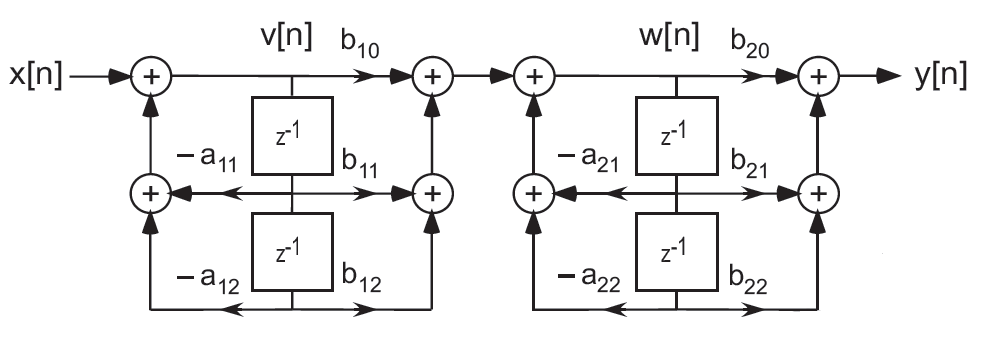 v[n] b₁₀ w[n] b₂₀
x[n] + + + + y[n]
z⁻¹ z⁻¹
– a₁₁ b₁₁ – a₂₁ b₂₁
+ + + +
z⁻¹ z⁻¹
– a₁₂ b₁₂ – a₂₂ b₂₂